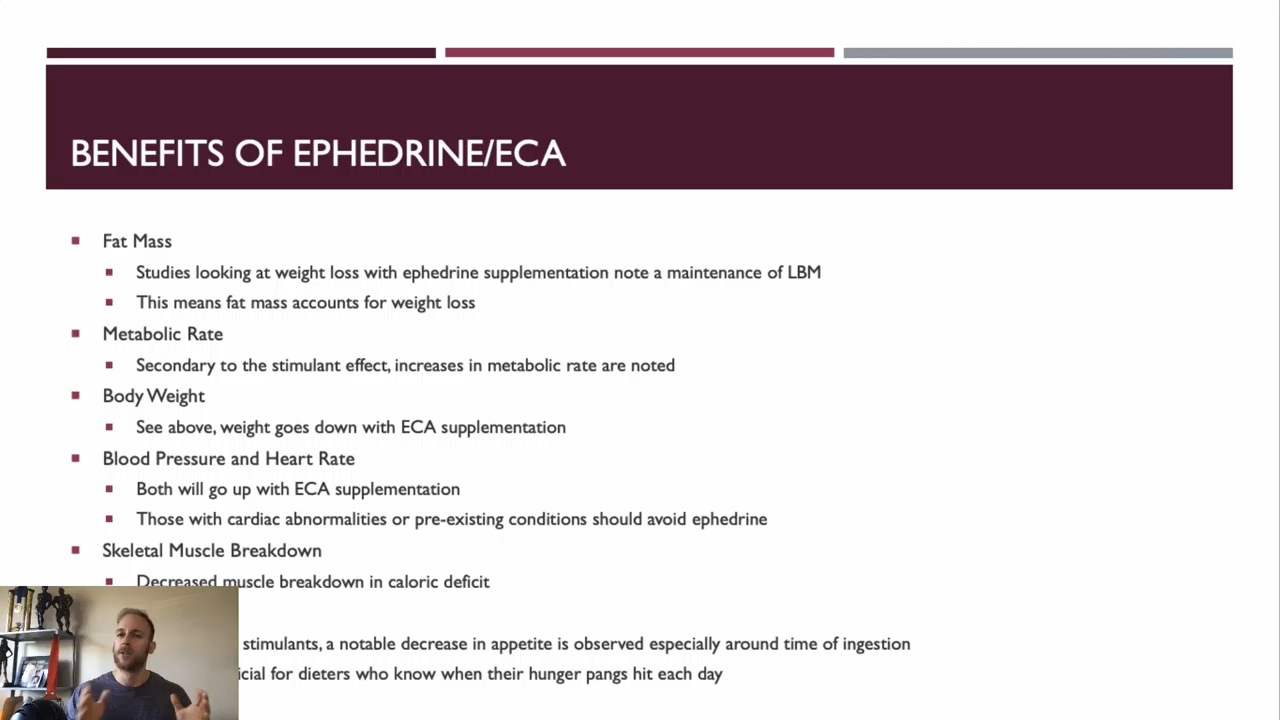 BENEFITS OF EPHEDRINE/ECA
Fat Mass
Studies looking at weight loss with ephedrine supplementation note a maintenance of LBM
This means fat mass accounts for weight loss
Metabolic Rate
Secondary to the stimulant effect, increases in metabolic rate are noted
Body Weight
See above, weight goes down with ECA supplementation
Blood Pressure and Heart Rate
Both will go up with ECA supplementation
Those with cardiac abnormalities or pre-existing conditions should avoid ephedrine
Skeletal Muscle Breakdown
Decreased muscle breakdown in caloric deficit
stimulants, a notable decrease in appetite is observed especially around time of ingestion
for dieters who know when their hunger pangs hit each day